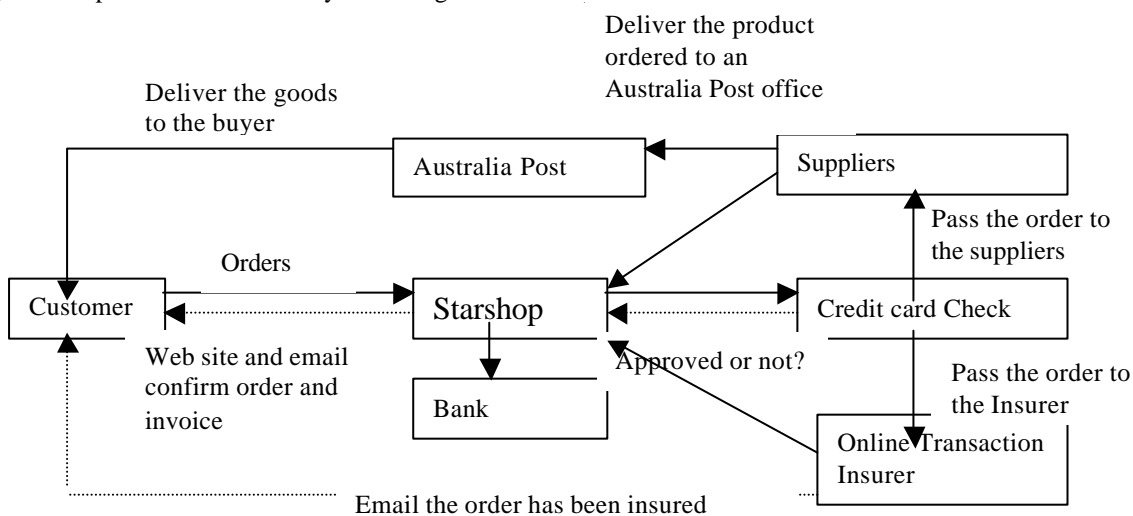 Deliver the product
ordered to an
Australia Post office
Deliver the goods
to the buyer
Australia Post
Suppliers
Pass the order to
the suppliers
Orders
Customer
Starshop
Credit card Check
Web site and email
confirm order and
invoice
Approved or not?
Bank
Pass the order to
the Insurer
Online Transaction
Insurer
Email the order has been insured